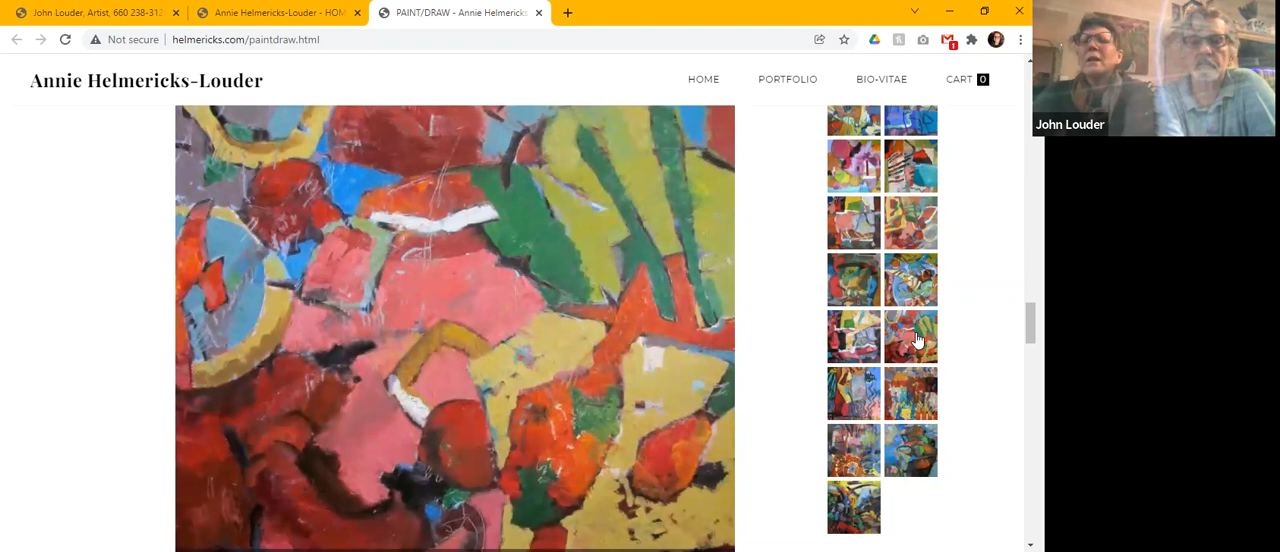 John Louder, Artist, 660 238-312
Annie Helmericks-Louder - HOM
PAINT/DRAW - Annie Helmericks
Not secure
helmericks.com/paintdraw.html
1
Annie Helmericks-Louder
HOME
PORTFOLIO
BIO-VITAE
CART 0
John Louder